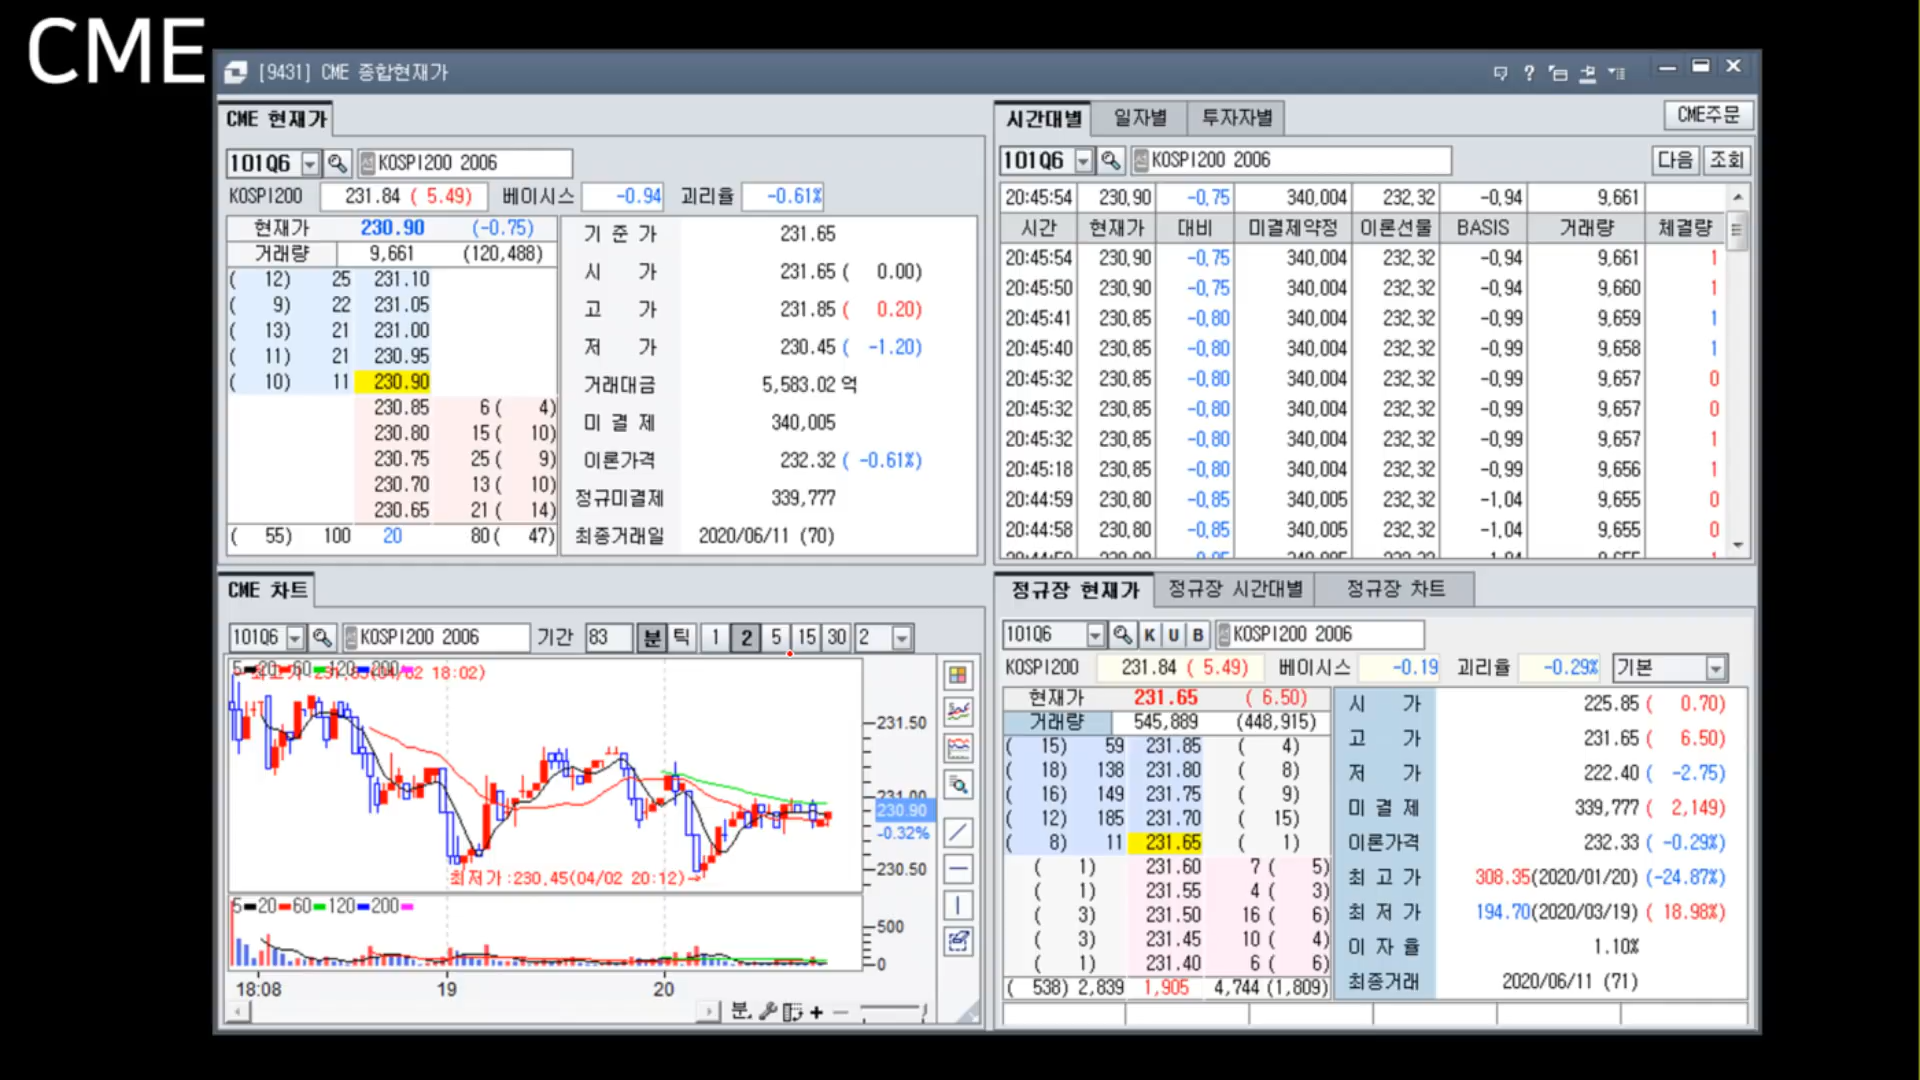 CME
[9431] CME 종합현재가
CME 현재가
101Q6 KOSPI200 2006
KOSPI200 231.84 ( 5.49) 베이시스 -0.94 괴리율 -0.61%
현재가 230.90 (-0.75)
거래량 9,661 (120,488)
( 12) 25 231.10
( 9) 22 231.05
( 13) 21 231.00
( 11) 21 230.95
( 10) 11 230.90
230.85 6 ( 4)
230.80 15 ( 10)
230.75 25 ( 9)
230.70 13 ( 10)
230.65 21 ( 14)
( 55) 100 20 80 ( 47)
기 준 가 231.65
시 가 231.65 ( 0.00)
고 가 231.85 ( 0.20)
저 가 230.45 ( -1.20)
거래대금 5,583.02 억
미 결 제 340,005
이론가격 232.32 ( -0.61%)
정규미결제 339,777
최종거래일 2020/06/11 (70)
시간대별 일자별 투자자별 CME주문
101Q6 KOSPI200 2006 다음 조회
20:45:54 230.90 -0.75 340,004 232.32 -0.94 9,661
시간 현재가 대비 미결제약정 이론선물 BASIS 거래량 체결량
20:45:54 230.90 -0.75 340,004 232.32 -0.94 9,661 1
20:45:50 230.90 -0.75 340,004 232.32 -0.94 9,660 1
20:45:41 230.85 -0.80 340,004 232.32 -0.99 9,659 1
20:45:40 230.85 -0.80 340,004 232.32 -0.99 9,658 1
20:45:32 230.85 -0.80 340,004 232.32 -0.99 9,657 0
20:45:32 230.85 -0.80 340,004 232.32 -0.99 9,657 0
20:45:32 230.85 -0.80 340,004 232.32 -0.99 9,657 1
20:45:18 230.85 -0.80 340,004 232.32 -0.99 9,656 1
20:44:59 230.80 -0.85 340,005 232.32 -1.04 9,655 0
20:44:58 230.80 -0.85 340,005 232.32 -1.04 9,655 0
CME 차트
101Q6 KOSPI200 2006 기간 83 분 틱 1 2 5 15 30 2
5 20 60 120 200
(04/02 18:02)
231.50
231.00
230.90
-0.32%
230.50
최저가:230.45(04/02 20:12)→
5 20 60 120 200
500
0
18:08 19 20
분.
정규장 현재가 정규장 시간대별 정규장 차트
101Q6 K U B KOSPI200 2006
KOSPI200 231.84 ( 5.49) 베이시스 -0.19 괴리율 -0.29% 기본
현재가 231.65 ( 6.50)
거래량 545,889 (448,915)
( 15) 59 231.85 ( 4)
( 18) 138 231.80 ( 8)
( 16) 149 231.75 ( 9)
( 12) 185 231.70 ( 15)
( 8) 11 231.65 ( 1)
( 1) 231.60 7 ( 5)
( 1) 231.55 4 ( 3)
( 3) 231.50 16 ( 6)
( 3) 231.45 10 ( 4)
( 1) 231.40 6 ( 6)
( 538) 2,839 1,905 4,744 (1,809)
시 가 225.85 ( 0.70)
고 가 231.65 ( 6.50)
저 가 222.40 ( -2.75)
미 결 제 339,777 ( 2,149)
이론가격 232.33 ( -0.29%)
최 고 가 308.35(2020/01/20) (-24.87%)
최 저 가 194.70(2020/03/19) ( 18.98%)
이 자 율 1.10%
최종거래 2020/06/11 (71)